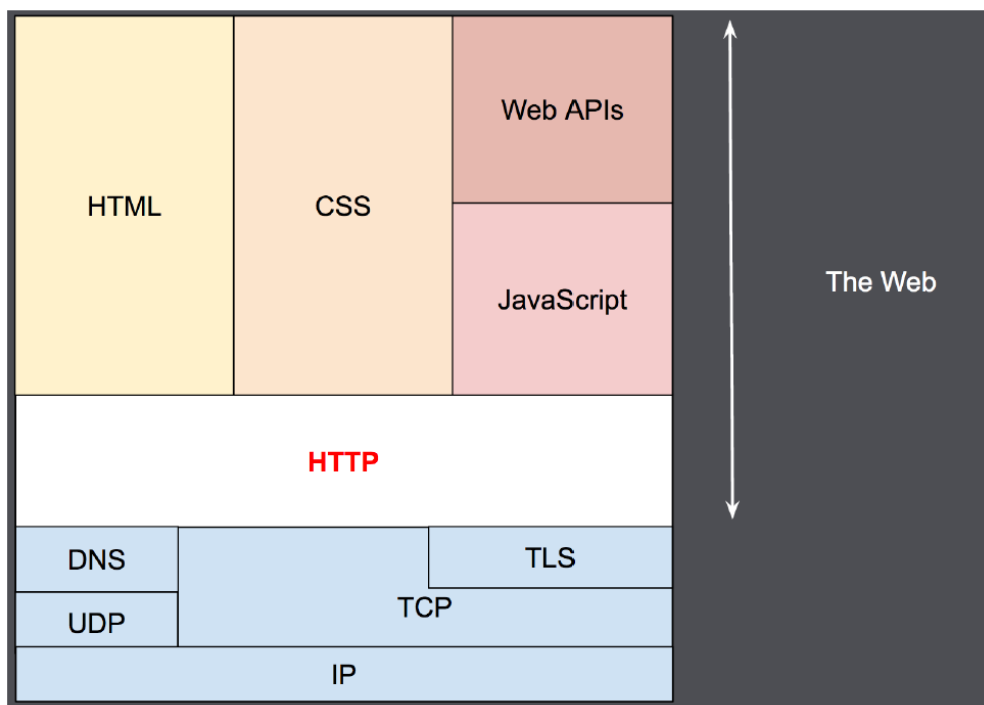 Web APIs
HTML
CSS
The Web
JavaScript
HTTP
DNS
TLS
TCP
UDP
IP